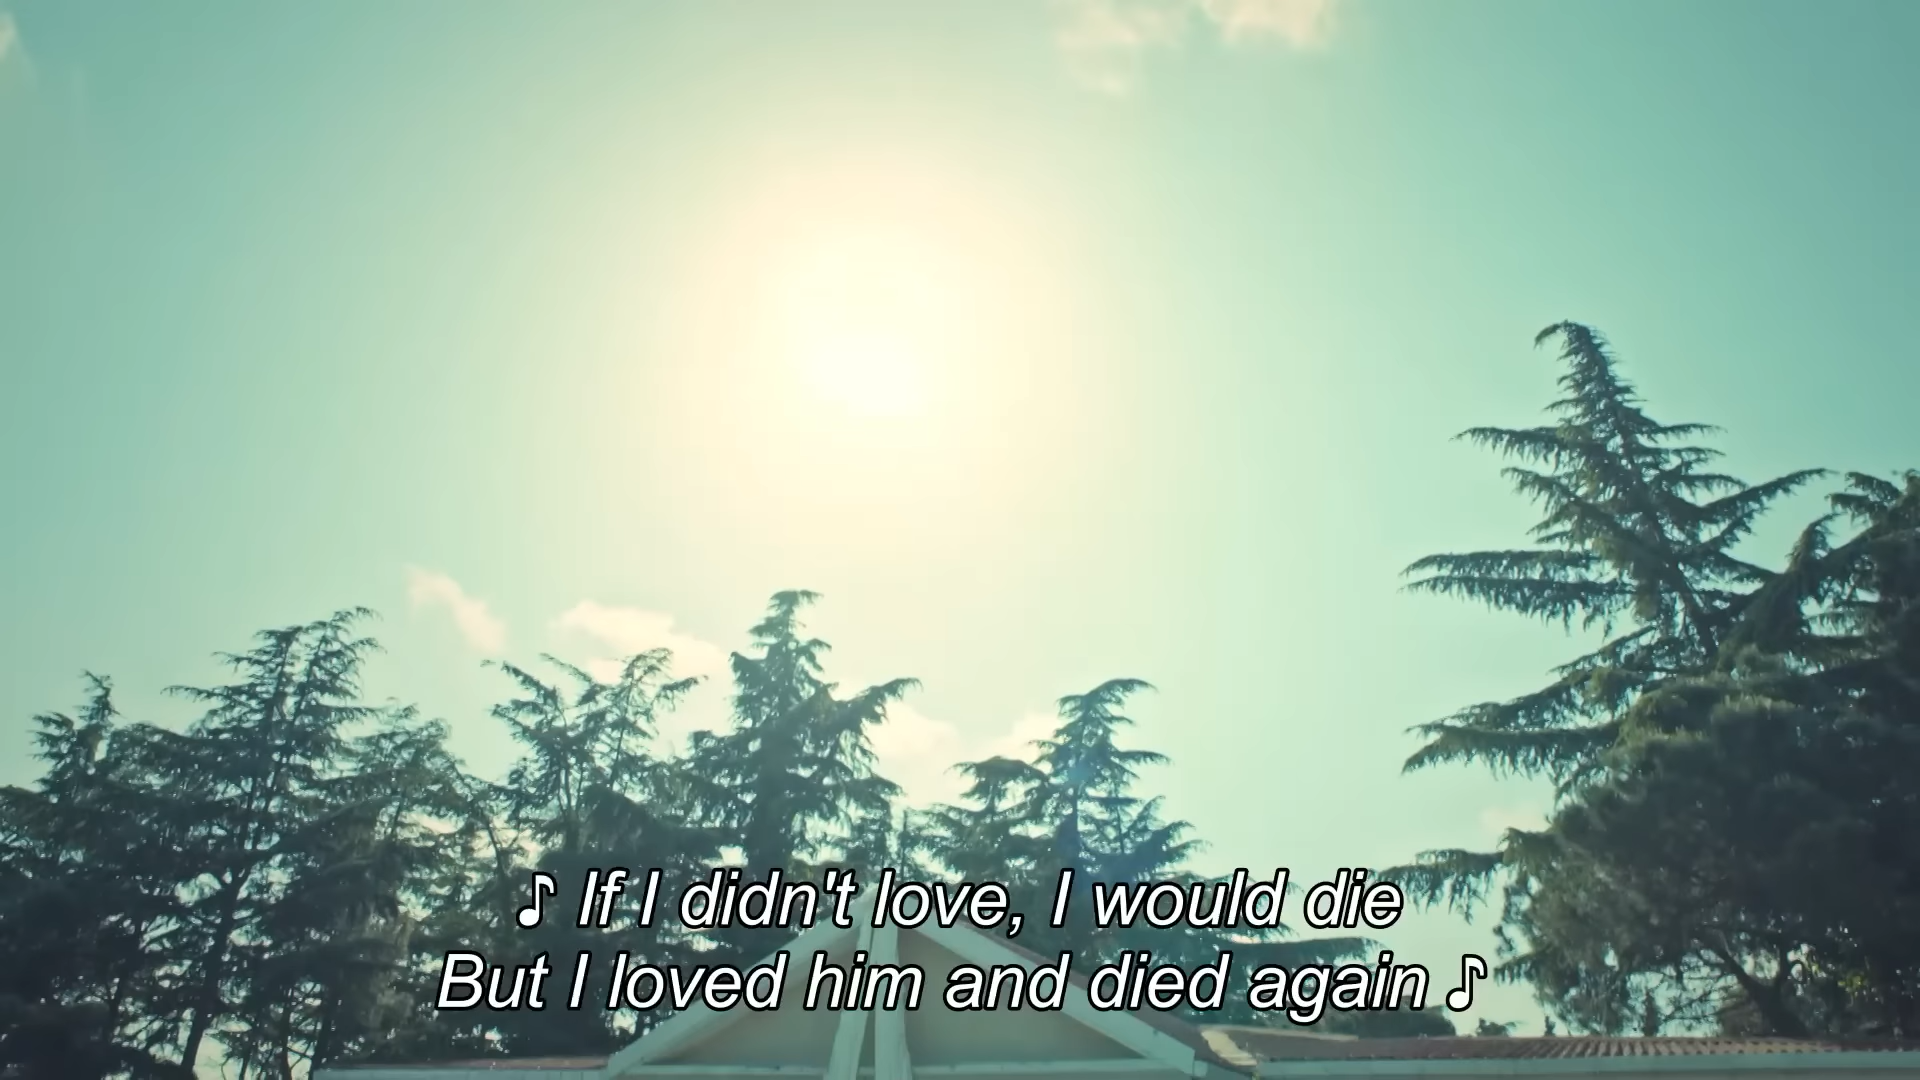 ♪ If I didn't love, I would die
But I loved him and died again ♪